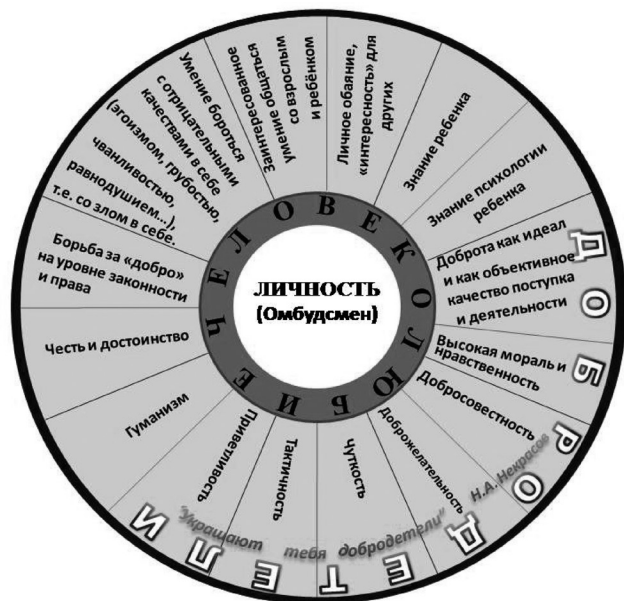 ЛИЧНОСТЬ
(Омбудсмен)
ЧЕЛОВЕКОЛЮБИЕ
Личное обаяние,
«интересность» для
других
Знание ребенка
Знание психологии
ребенка
Доброта как идеал
и как объективное
качество поступка
и деятельности
Высокая мораль и
нравственность
Добросовестность
Доброжелательность
Чуткость
Тактичность
Приветливость
Гуманизм
Честь и достоинство
Борьба за «добро»
на уровне законности
и права
Умение бороться
с отрицательными
качествами в себе
(эгоизмом, грубостью,
чванливостью,
равнодушием...),
т.е. со злом в себе.
Заинтересованное
умение общаться
со взрослым
и ребёнком
ДОБРОДЕТЕЛИ
"Украшают тебя добродетели"
Н.А. Некрасов